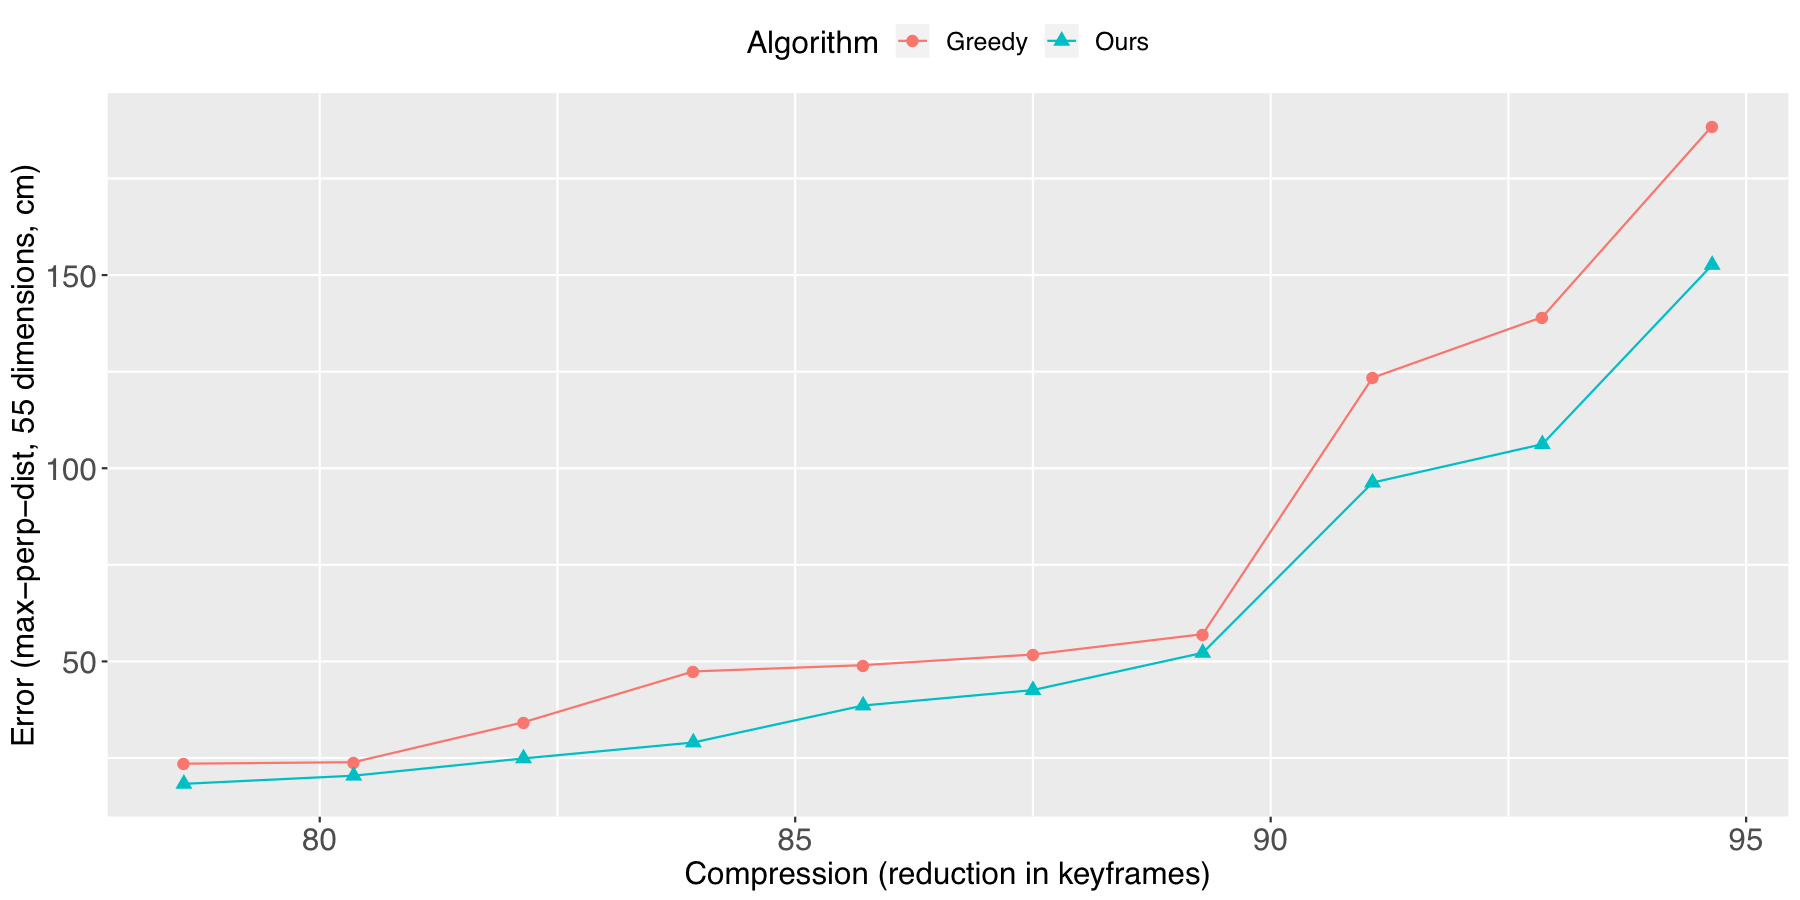 Algorithm Greedy Ours
Error (max−perp−dist, 55 dimensions, cm)
150
100
50
80 85 90 95
Compression (reduction in keyframes)